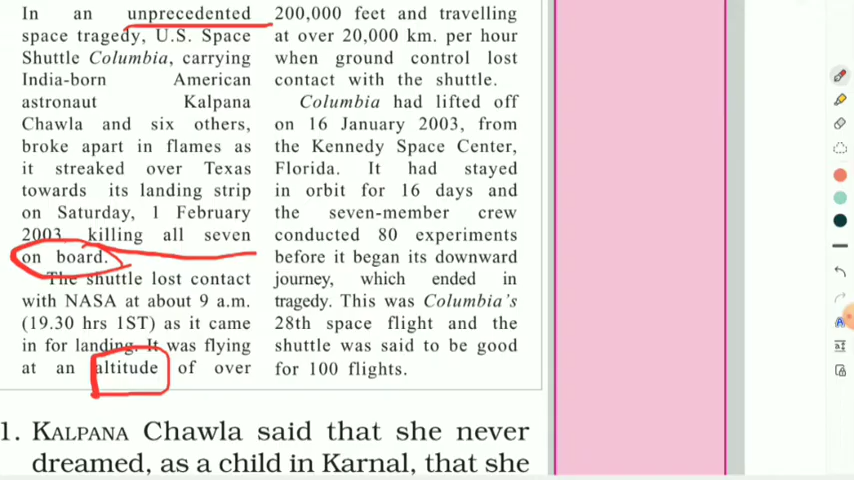 In an unprecedented
space tragedy, U.S. Space
Shuttle Columbia, carrying
India-born American
astronaut Kalpana
Chawla and six others,
broke apart in flames as
it streaked over Texas
towards its landing strip
on Saturday, 1 February
2003, killing all seven
on board.
The shuttle lost contact
with NASA at about 9 a.m.
(19.30 hrs 1ST) as it came
in for landing. It was flying
at an altitude of over
200,000 feet and travelling
at over 20,000 km. per hour
when ground control lost
contact with the shuttle.
Columbia had lifted off
on 16 January 2003, from
the Kennedy Space Center,
Florida. It had stayed
in orbit for 16 days and
the seven-member crew
conducted 80 experiments
before it began its downward
journey, which ended in
tragedy. This was Columbia's
28th space flight and the
shuttle was said to be good
for 100 flights.
1. KALPANA Chawla said that she never
dreamed, as a child in Karnal, that she